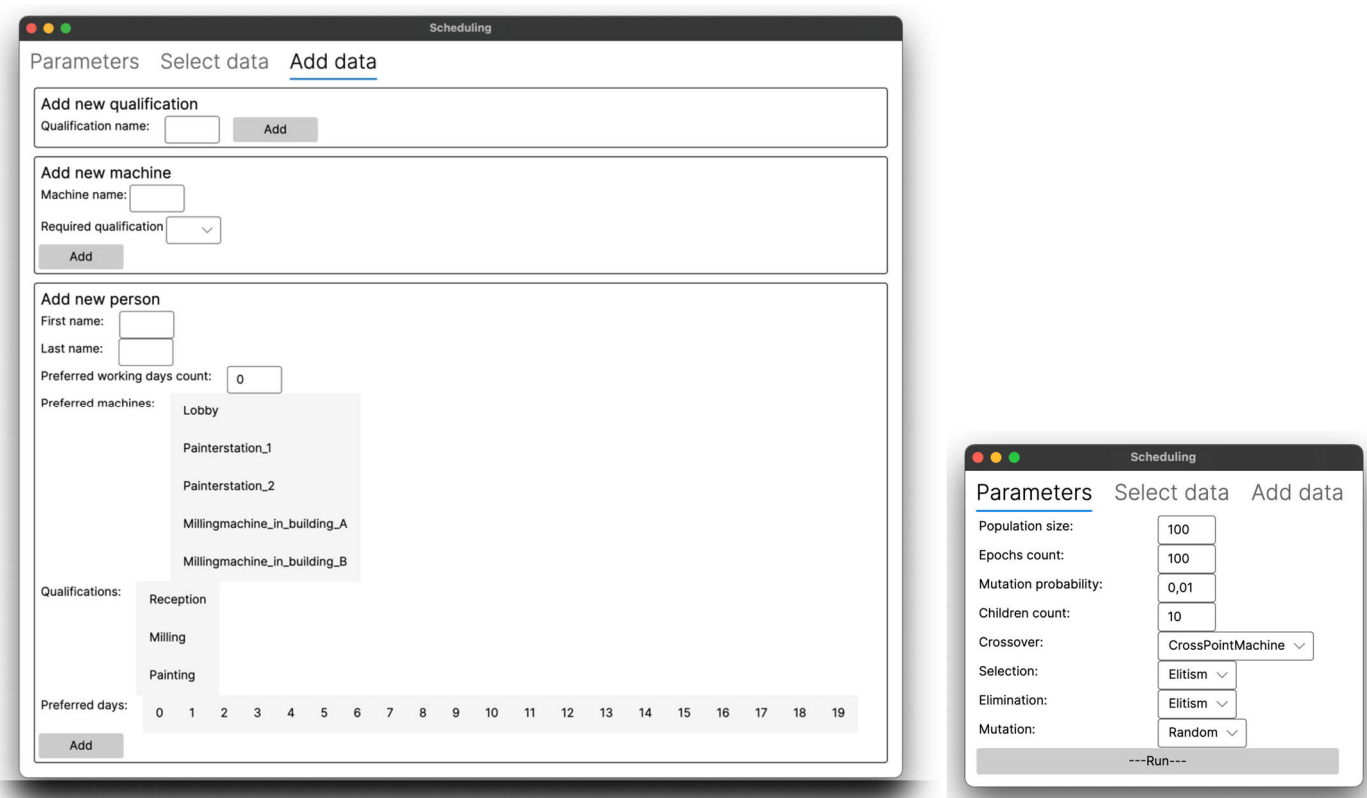 Scheduling
Parameters Select data Add data
Add new qualification
Qualification name: Add
Add new machine
Machine name:
Required qualification
Add
Add new person
First name:
Last name:
Preferred working days count: 0
Preferred machines: Lobby
Painterstation_1
Painterstation_2
Millingmachine_in_building_A
Millingmachine_in_building_B
Qualifications: Reception
Milling
Painting
Preferred days: 0 1 2 3 4 5 6 7 8 9 10 11 12 13 14 15 16 17 18 19
Add
Scheduling
Parameters Select data Add data
Population size: 100
Epochs count: 100
Mutation probability: 0,01
Children count: 10
Crossover: CrossPointMachine
Selection: Elitism
Elimination: Elitism
Mutation: Random
---Run---